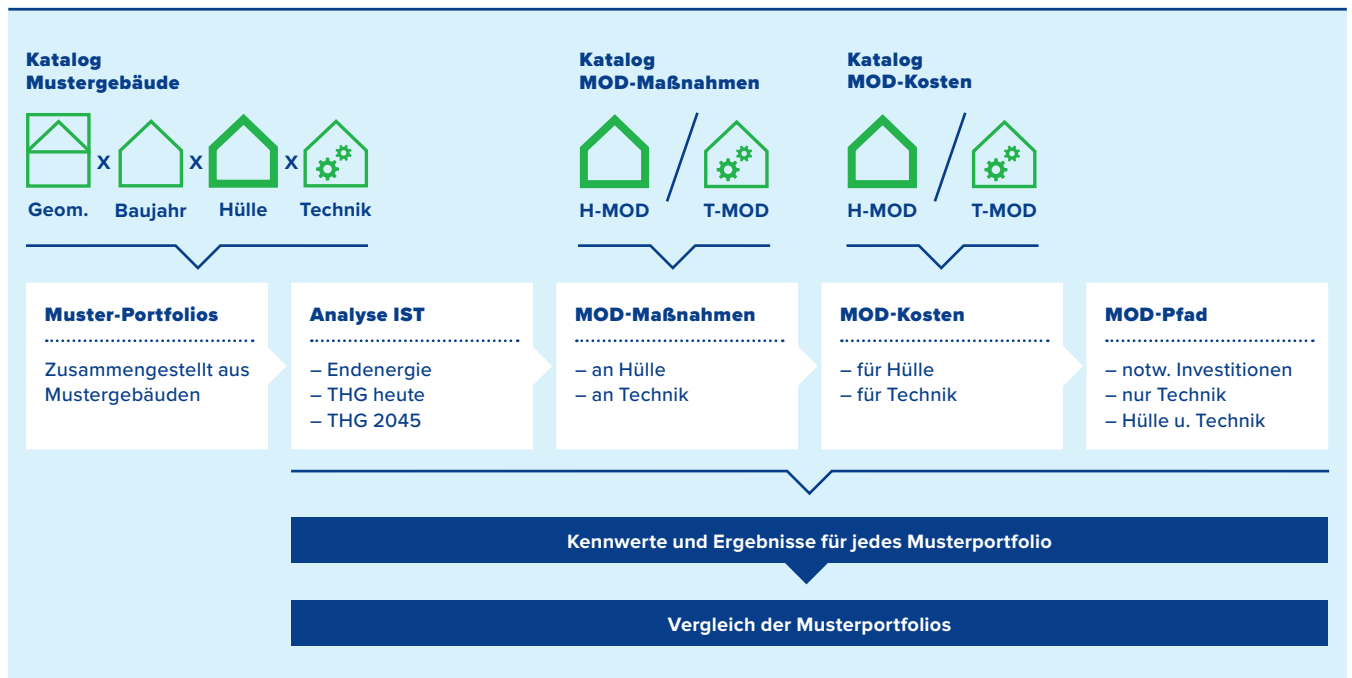 Katalog
Mustergebäude
x
x
x
Geom.
Baujahr
Hülle
Technik
Katalog
MOD-Maßnahmen
H-MOD
T-MOD
Katalog
MOD-Kosten
H-MOD
T-MOD
Muster-Portfolios
Zusammengestellt aus
Mustergebäuden
Analyse IST
– Endenergie
– THG heute
– THG 2045
MOD-Maßnahmen
– an Hülle
– an Technik
MOD-Kosten
– für Hülle
– für Technik
MOD-Pfad
– notw. Investitionen
– nur Technik
– Hülle u. Technik
Kennwerte und Ergebnisse für jedes Musterportfolio
Vergleich der Musterportfolios